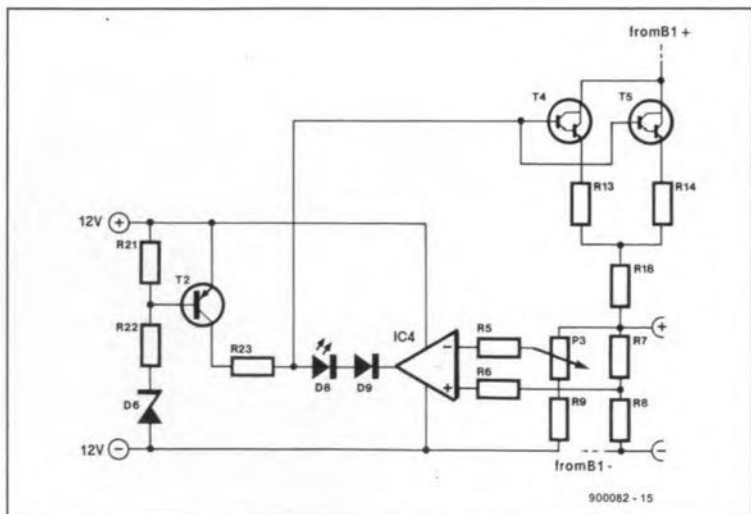 fromB1+
T4
T5
R13
R14
12V
+
R21
T2
R18
IC4
R5
P3
+
R7
R22
R23
-
R6
+
D8
D9
R9
R8
D6
12V
-
fromB1-
-
900082 - 15